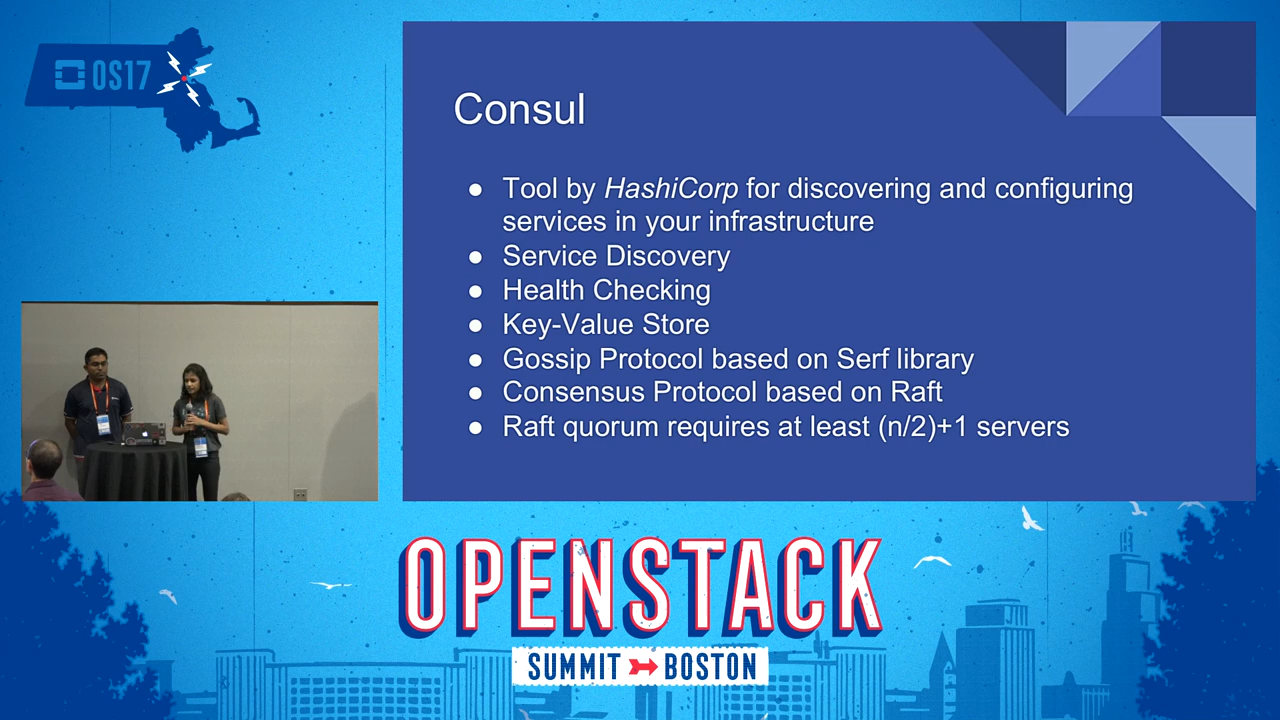 OS17
Consul
● Tool by HashiCorp for discovering and configuring
services in your infrastructure
● Service Discovery
● Health Checking
● Key-Value Store
● Gossip Protocol based on Serf library
● Consensus Protocol based on Raft
● Raft quorum requires at least (n/2)+1 servers
OPENSTACK
SUMMIT BOSTON